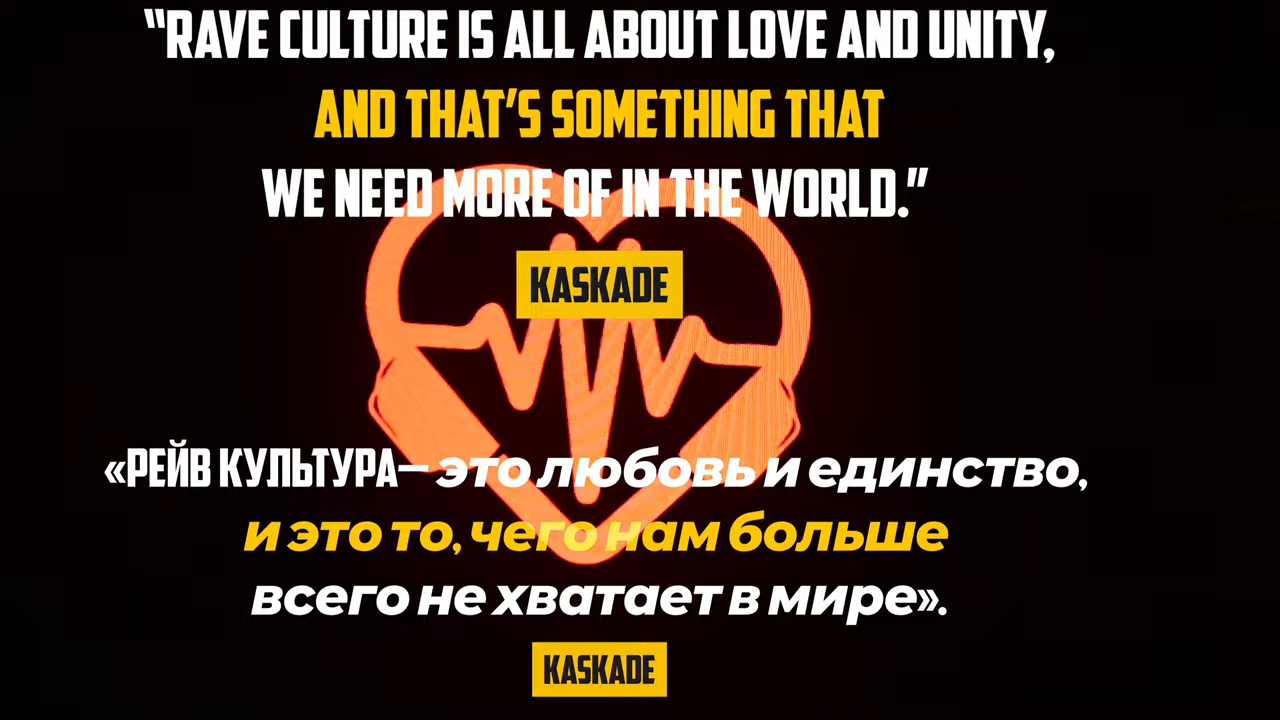 “RAVE CULTURE IS ALL ABOUT LOVE AND UNITY,
AND THAT’S SOMETHING THAT
WE NEED MORE OF IN THE WORLD.”
KASKADE
«РЕЙВ КУЛЬТУРА– это любовь и единство,
и это то, чего нам больше
всего не хватает в мире».
KASKADE